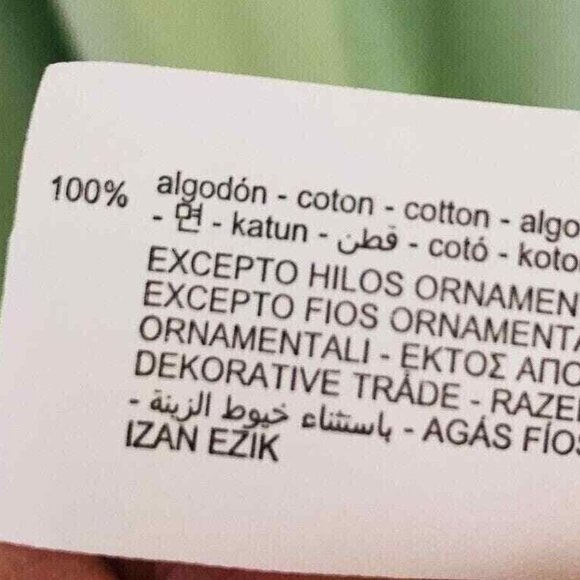 100% algodón - coton - cotton - algo
- 면 - katun - قطن - cotó - koto
EXCEPTO HILOS ORNAMEN
EXCEPTO FIOS ORNAMENTA
ORNAMENTALI - ΕΚΤΟΣ ΑΠΟ
DEKORATIVE TRÅDE - RAZE
- باستثناء خيوط الزينة - AGÁS FÍOS
IZAN EZIK